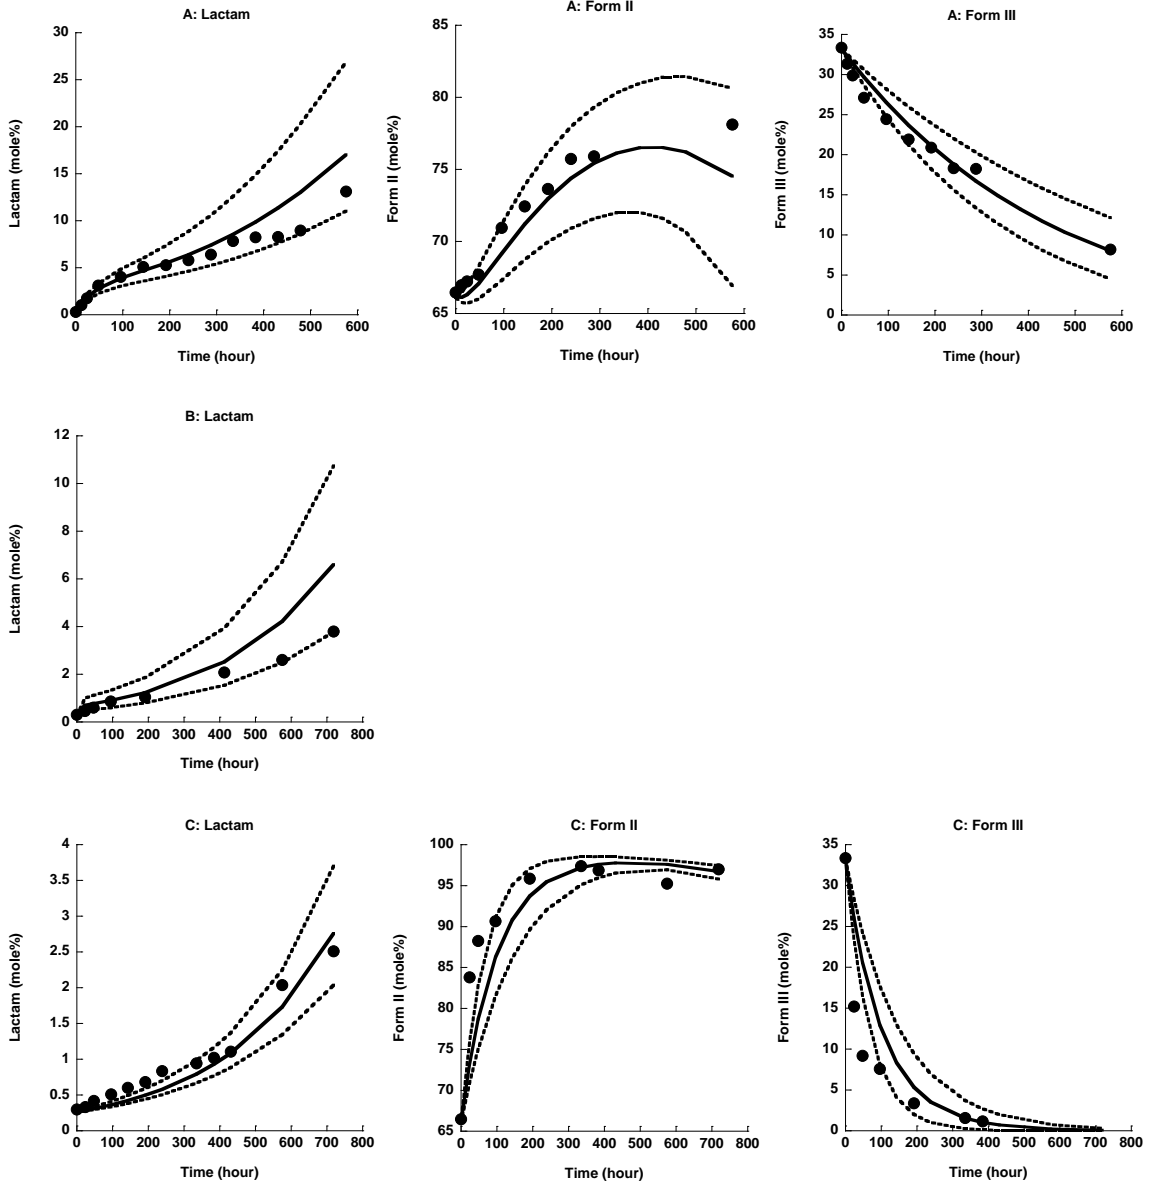 A: Lactam
Lactam (mole%)
30
25
20
15
10
5
0
0 100 200 300 400 500 600
Time (hour)
A: Form II
Form II (mole%)
85
80
75
70
65
0 100 200 300 400 500 600
Time (hour)
A: Form III
Form III (mole%)
35
30
25
20
15
10
5
0
0 100 200 300 400 500 600
Time (hour)
B: Lactam
Lactam (mole%)
12
10
8
6
4
2
0
0 100 200 300 400 500 600 700 800
Time (hour)
C: Lactam
Lactam (mole%)
4
3.5
3
2.5
2
1.5
1
0.5
0
0 100 200 300 400 500 600 700 800
Time (hour)
C: Form II
Form II (mole%)
100
95
90
85
80
75
70
65
0 100 200 300 400 500 600 700 800
Time (hour)
C: Form III
Form III (mole%)
35
30
25
20
15
10
5
0
0 100 200 300 400 500 600 700 800
Time (hour)